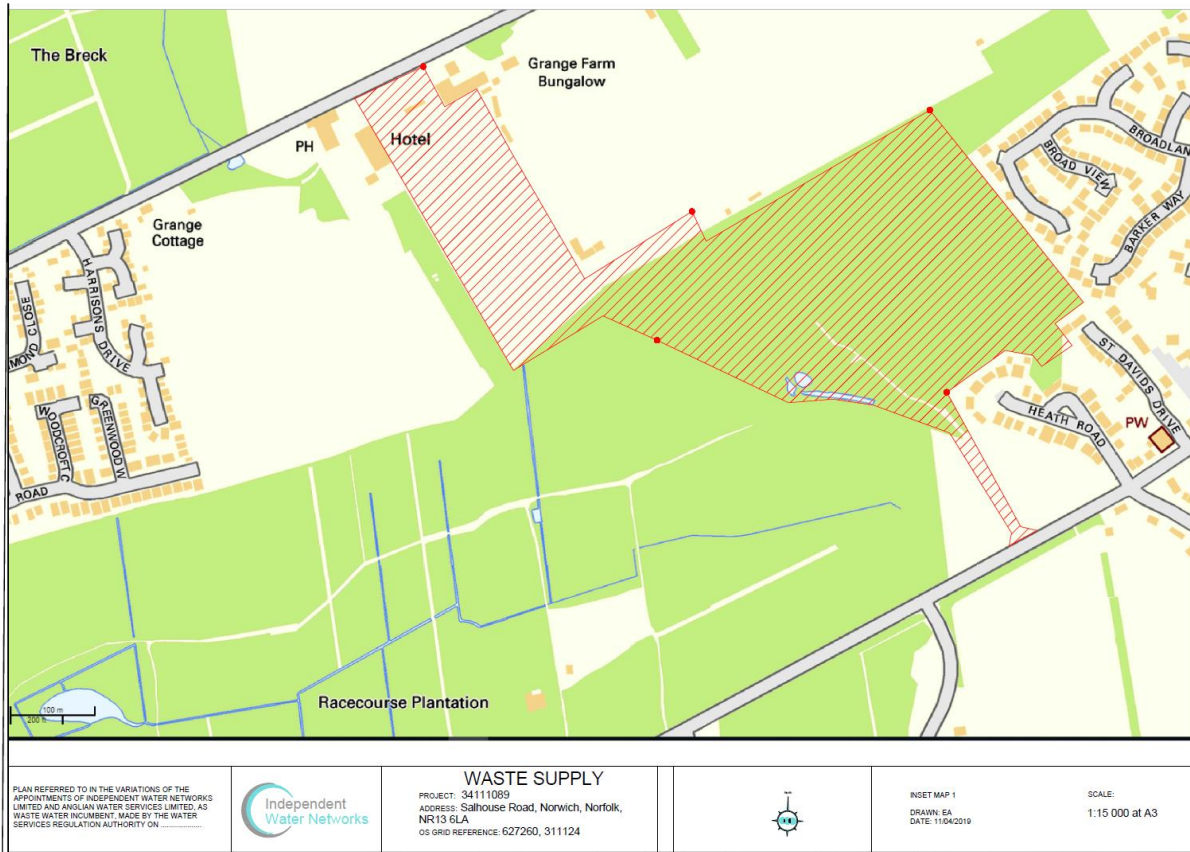 The Breck
Grange Farm
Bungalow
PH
Hotel
Grange
Cottage
HARRISONS DRIVE
MOND CLOSE
WOODCROFT C
GREENWOOD W
ROAD
BROADLAN
BROAD VIEW
BARKER WAY
ST DAVIDS DRIVE
HEATH ROAD
PW
Racecourse Plantation
100 m
200 ft
PLAN REFERRED TO IN THE VARIATIONS OF THE
APPOINTMENTS OF INDEPENDENT WATER NETWORKS
LIMITED AND ANGLIAN WATER SERVICES LIMITED, AS
WASTE WATER INCUMBENT, MADE BY THE WATER
SERVICES REGULATION AUTHORITY ON ......................
Independent
Water Networks
WASTE SUPPLY
PROJECT: 34111089
ADDRESS: Salhouse Road, Norwich, Norfolk,
NR13 6LA
OS GRID REFERENCE: 627260, 311124
INSET MAP 1
DRAWN: EA
DATE: 11/04/2019
SCALE:
1:15 000 at A3